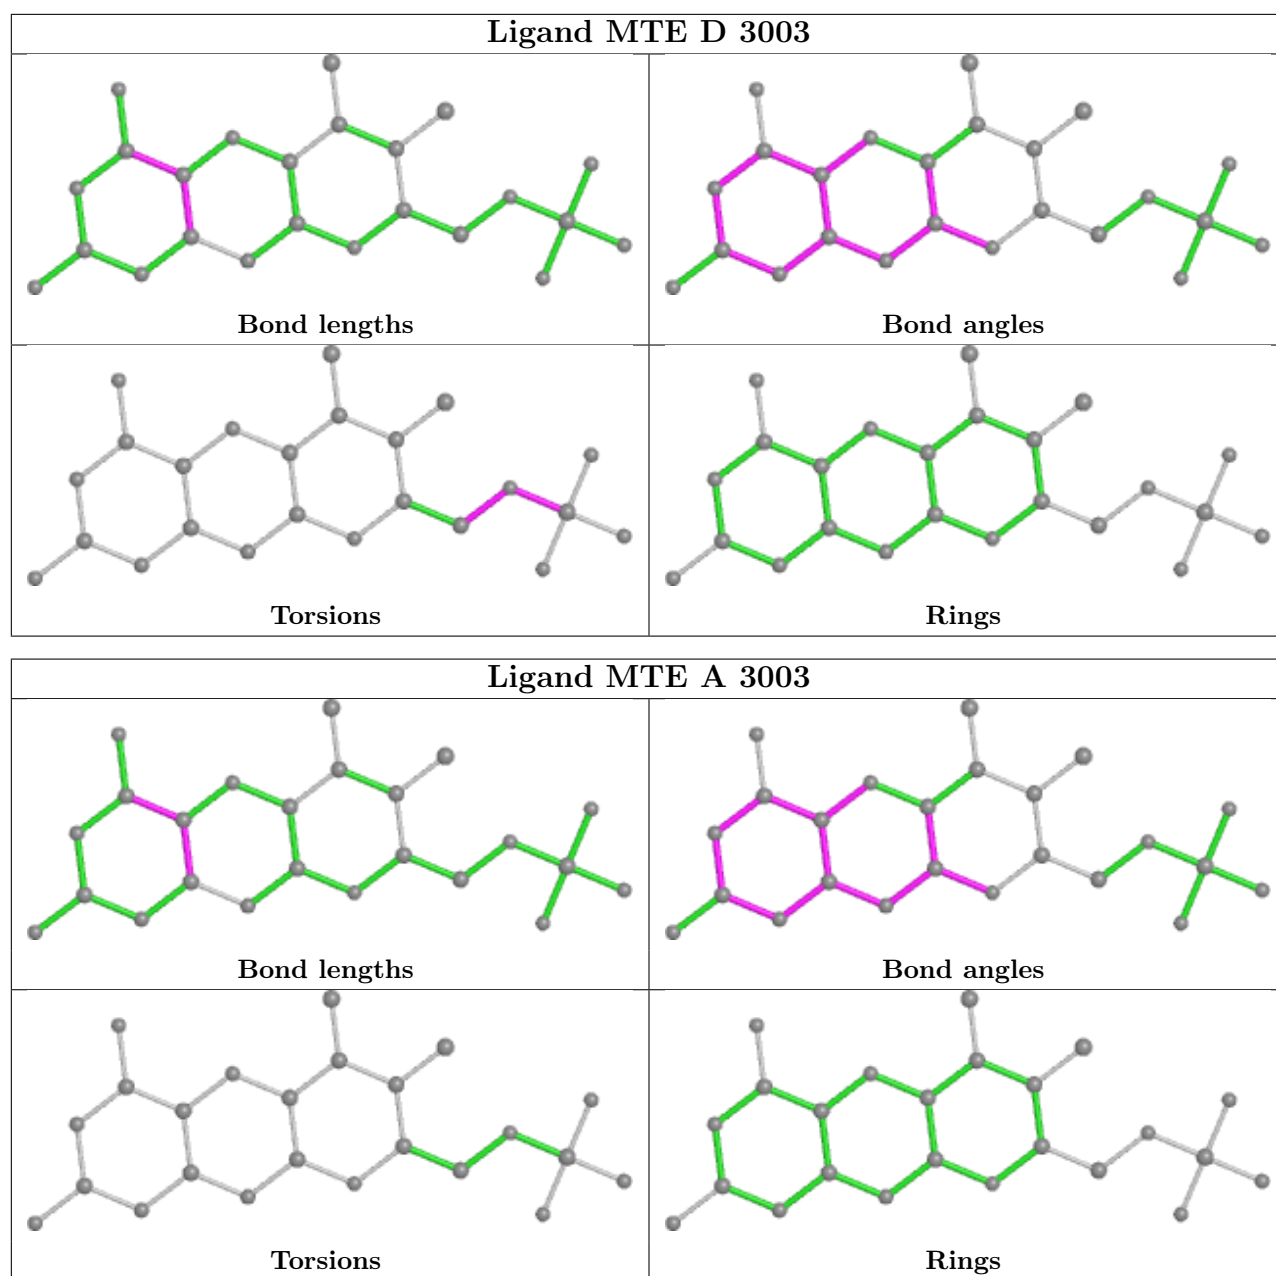 Ligand MTE D 3003
Bond lengths
Bond angles
Torsions
Rings
Ligand MTE A 3003
Bond lengths
Bond angles
Torsions
Rings